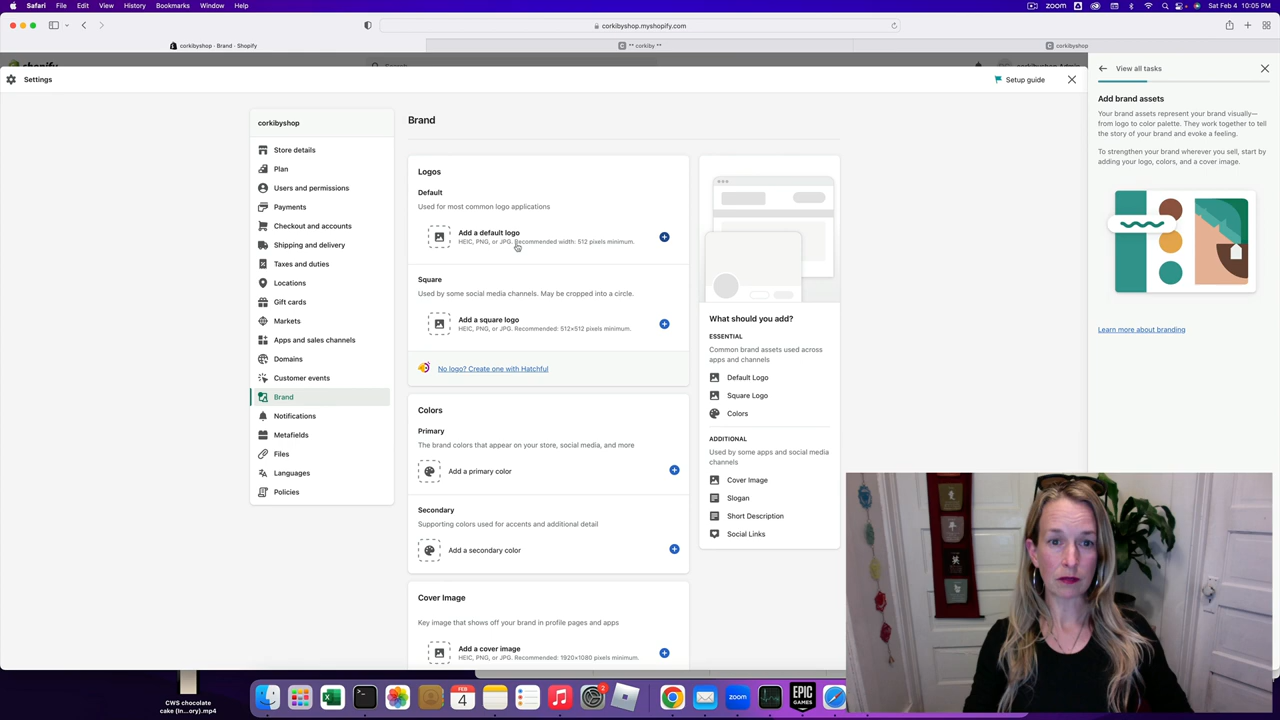 Safari File Edit View History Bookmarks Window Help
zoom
Sat Feb 4 10:05 PM
corkibyshop.myshopify.com
corkibyshop · Brand · Shopify
** corkiby **
corkibyshop
Settings
Setup guide
View all tasks
Add brand assets
Your brand assets represent your brand visually—
from logo to color palette. They work together to tell
the story of your brand and evoke a feeling.
To strengthen your brand wherever you sell, start by
adding your logo, colors, and a cover image.
Learn more about branding
corkibyshop
Store details
Plan
Users and permissions
Payments
Checkout and accounts
Shipping and delivery
Taxes and duties
Locations
Gift cards
Markets
Apps and sales channels
Domains
Customer events
Brand
Notifications
Metafields
Files
Languages
Policies
Brand
Logos
Default
Used for most common logo applications
Add a default logo
HEIC, PNG, or JPG. Recommended width: 512 pixels minimum.
Square
Used by some social media channels. May be cropped into a circle.
Add a square logo
HEIC, PNG, or JPG. Recommended: 512×512 pixels minimum.
No logo? Create one with Hatchful
Colors
Primary
The brand colors that appear on your store, social media, and more
Add a primary color
Secondary
Supporting colors used for accents and additional detail
Add a secondary color
Cover Image
Key image that shows off your brand in profile pages and apps
Add a cover image
HEIC, PNG, or JPG. Recommended: 1920×1080 pixels minimum.
What should you add?
ESSENTIAL
Common brand assets used across
apps and channels
Default Logo
Square Logo
Colors
ADDITIONAL
Used by some apps and social media
channels
Cover Image
Slogan
Short Description
Social Links
CWS chocolate
cake (In...ory).mp4
FEB
4
2
zoom
EPIC
GAMES